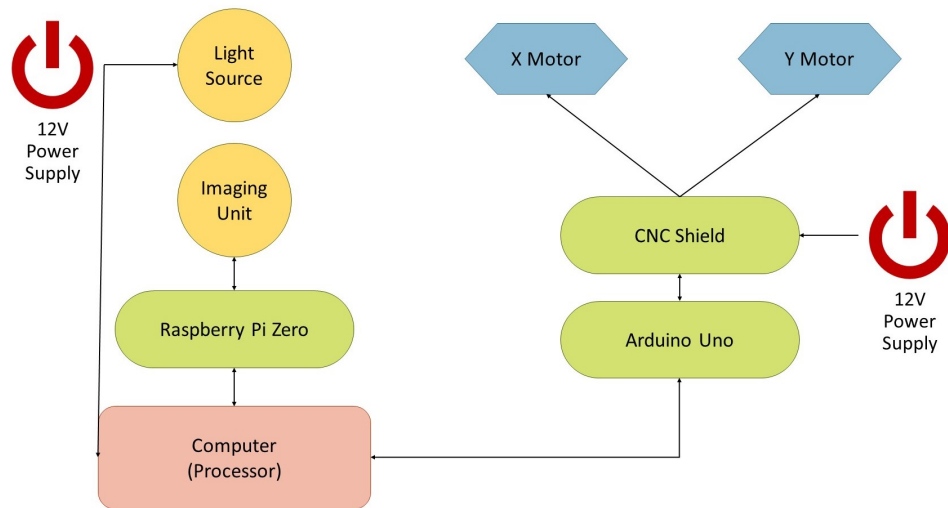 12V
Power
Supply
Light
Source
Imaging
Unit
Raspberry Pi Zero
Computer
(Processor)
X Motor
Y Motor
CNC Shield
Arduino Uno
12V
Power
Supply